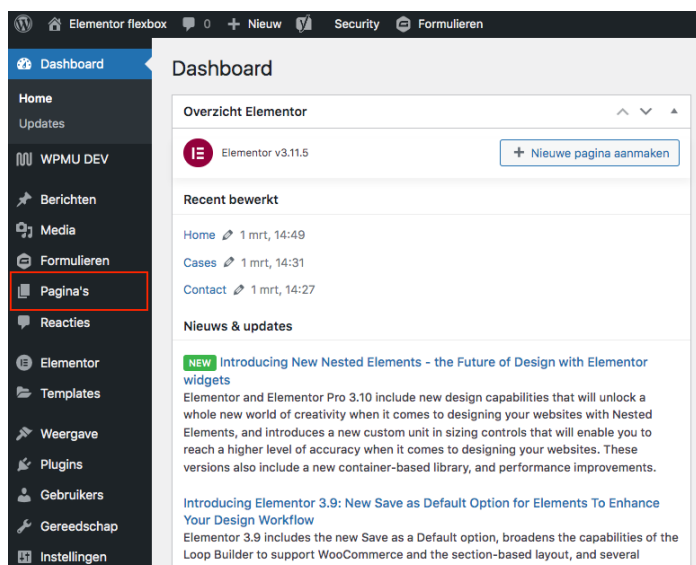 Elementor flexbox 0 + Nieuw Security Formulieren
Dashboard
Home
Updates
WPMU DEV
Berichten
Media
Formulieren
Pagina's
Reacties
Elementor
Templates
Weergave
Plugins
Gebruikers
Gereedschap
Instellingen
Dashboard
Overzicht Elementor
Elementor v3.11.5
+ Nieuwe pagina aanmaken
Recent bewerkt
Home 1 mrt, 14:49
Cases 1 mrt, 14:31
Contact 1 mrt, 14:27
Nieuws & updates
NEW Introducing New Nested Elements - the Future of Design with Elementor
widgets
Elementor and Elementor Pro 3.10 include new design capabilities that will unlock a
whole new world of creativity when it comes to designing your websites with Nested
Elements, and introduces a new custom unit in sizing controls that will enable you to
reach a higher level of accuracy when it comes to designing your websites. These
versions also include a new container-based library, and performance improvements.
Introducing Elementor 3.9: New Save as Default Option for Elements To Enhance
Your Design Workflow
Elementor 3.9 includes the new Save as a Default option, broadens the capabilities of the
Loop Builder to support WooCommerce and the section-based layout, and several